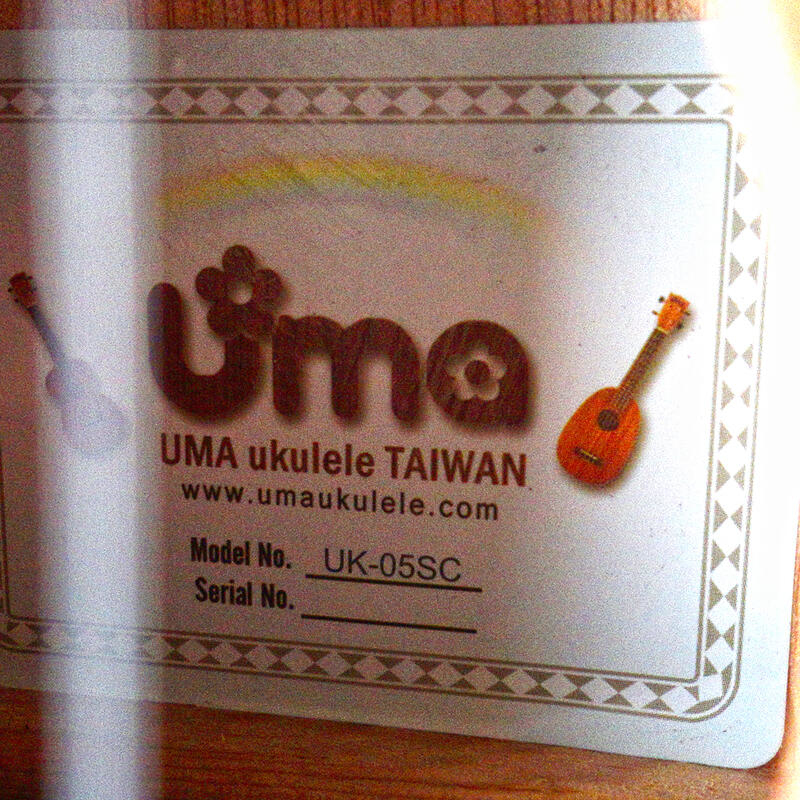 uma
UMA ukulele TAIWAN
www.umaukulele.com
Model No. UK-05SC
Serial No.